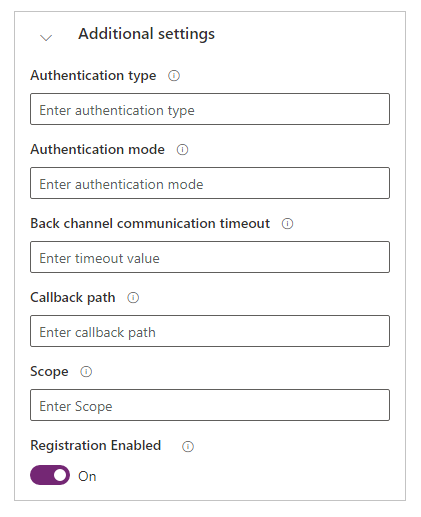 Additional settings
Authentication type
Enter authentication type
Authentication mode
Enter authentication mode
Back channel communication timeout
Enter timeout value
Callback path
Enter callback path
Scope
Enter Scope
Registration Enabled
On